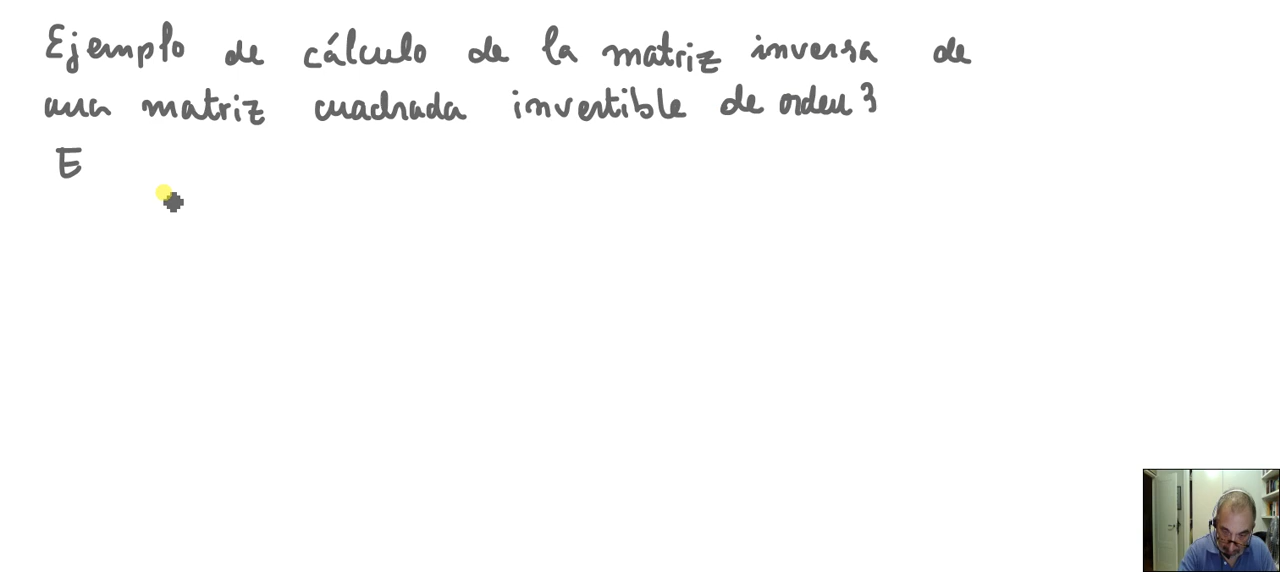 Ejemplo de cálculo de la matriz inversa de
una matriz cuadrada invertible de orden 3
E